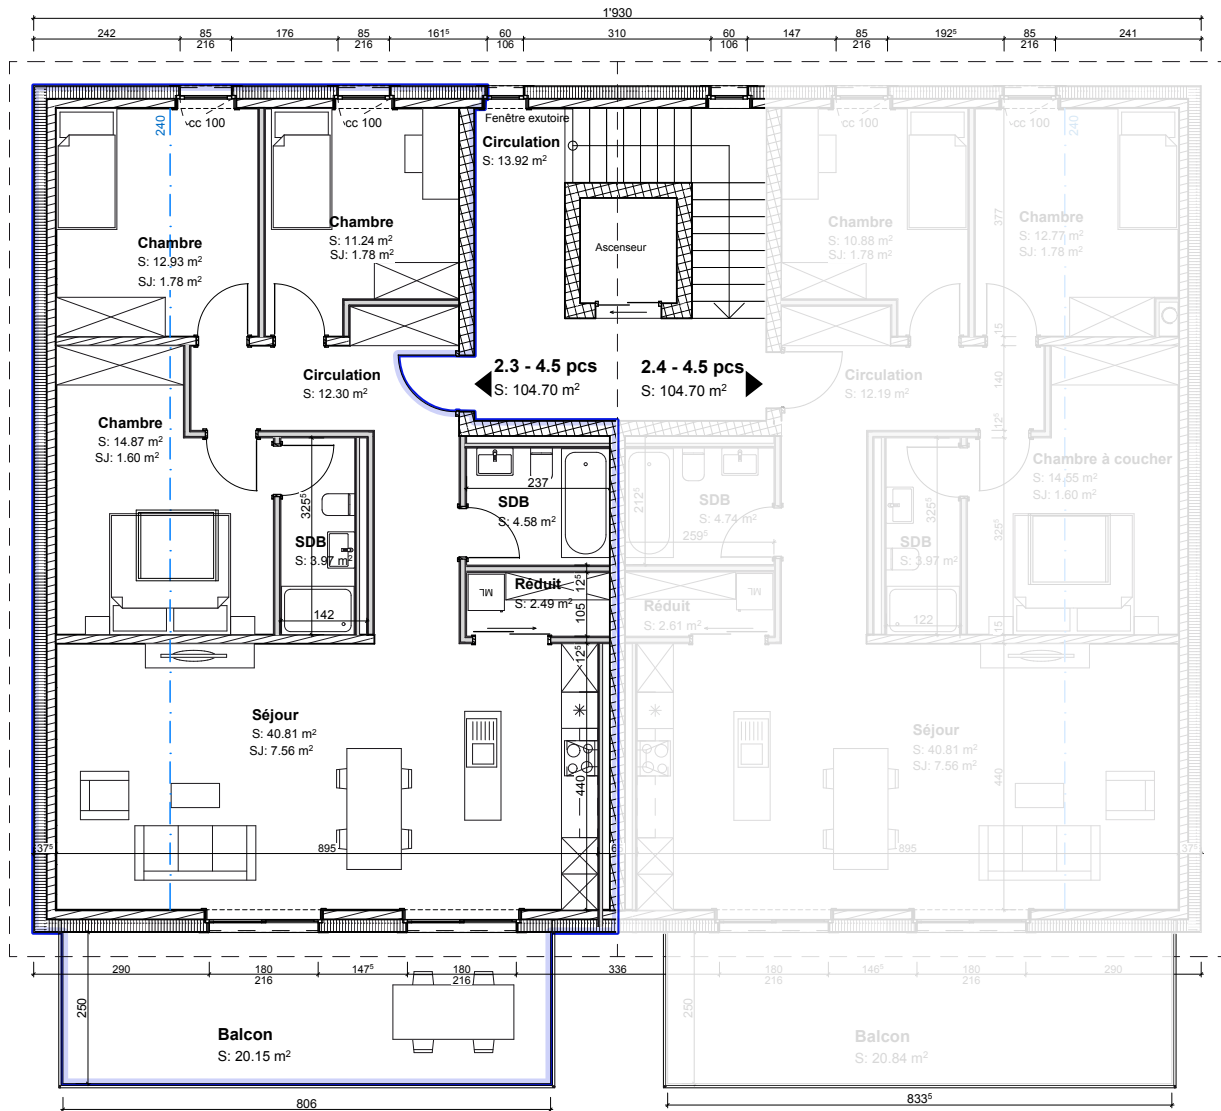 1'930
242 85 176 85 161⁵ 60 310 60 147 85 192⁵ 85 241
216 216 106 106 216 216
240
cc 100
cc 100
Fenêtre exutoire
Circulation
S: 13.92 m²
cc 100
cc 100
240
Chambre
S: 12.93 m²
SJ: 1.78 m²
Chambre
S: 11.24 m²
SJ: 1.78 m²
Ascenseur
Chambre
S: 10.88 m²
SJ: 1.78 m²
377
Chambre
S: 12.77 m²
SJ: 1.78 m²
15
Circulation
S: 12.30 m²
2.3 - 4.5 pcs
S: 104.70 m²
2.4 - 4.5 pcs
S: 104.70 m²
Circulation
S: 12.19 m²
140
12⁵
Chambre
S: 14.87 m²
SJ: 1.60 m²
325⁵
SDB
S: 3.97 m²
142
237
SDB
S: 4.58 m²
212⁵
SDB
S: 4.74 m²
259⁵
325⁵
SDB
S: 3.97 m²
122
Chambre à coucher
S: 14.55 m²
SJ: 1.60 m²
325⁵
15
ML
Réduit
S: 2.49 m²
12⁵
105
12⁵
Réduit
S: 2.61 m²
ML
Séjour
S: 40.81 m²
SJ: 7.56 m²
440
Séjour
S: 40.81 m²
SJ: 7.56 m²
440
37⁵ 895 895 37⁵
290 180 147⁵ 180 336 180 146⁵ 180 290
216 216 216 216
250
Balcon
S: 20.15 m²
250
Balcon
S: 20.84 m²
806
833⁵